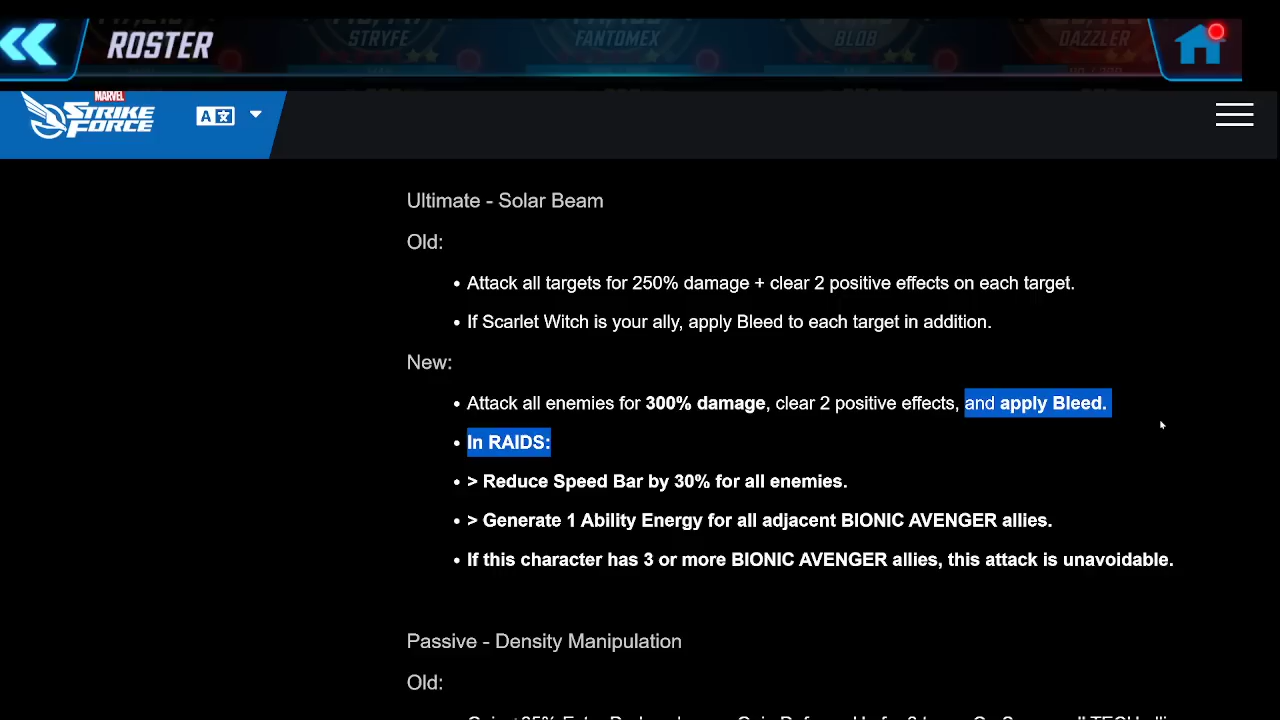 ROSTER
STRYFE
FANTOMEX
BLOB
DAZZLER
MARVEL
STRIKE
FORCE
A
Ultimate - Solar Beam
Old:
• Attack all targets for 250% damage + clear 2 positive effects on each target.
• If Scarlet Witch is your ally, apply Bleed to each target in addition.
New:
• Attack all enemies for 300% damage, clear 2 positive effects, and apply Bleed.
• In RAIDS:
• > Reduce Speed Bar by 30% for all enemies.
• > Generate 1 Ability Energy for all adjacent BIONIC AVENGER allies.
• If this character has 3 or more BIONIC AVENGER allies, this attack is unavoidable.
Passive - Density Manipulation
Old: